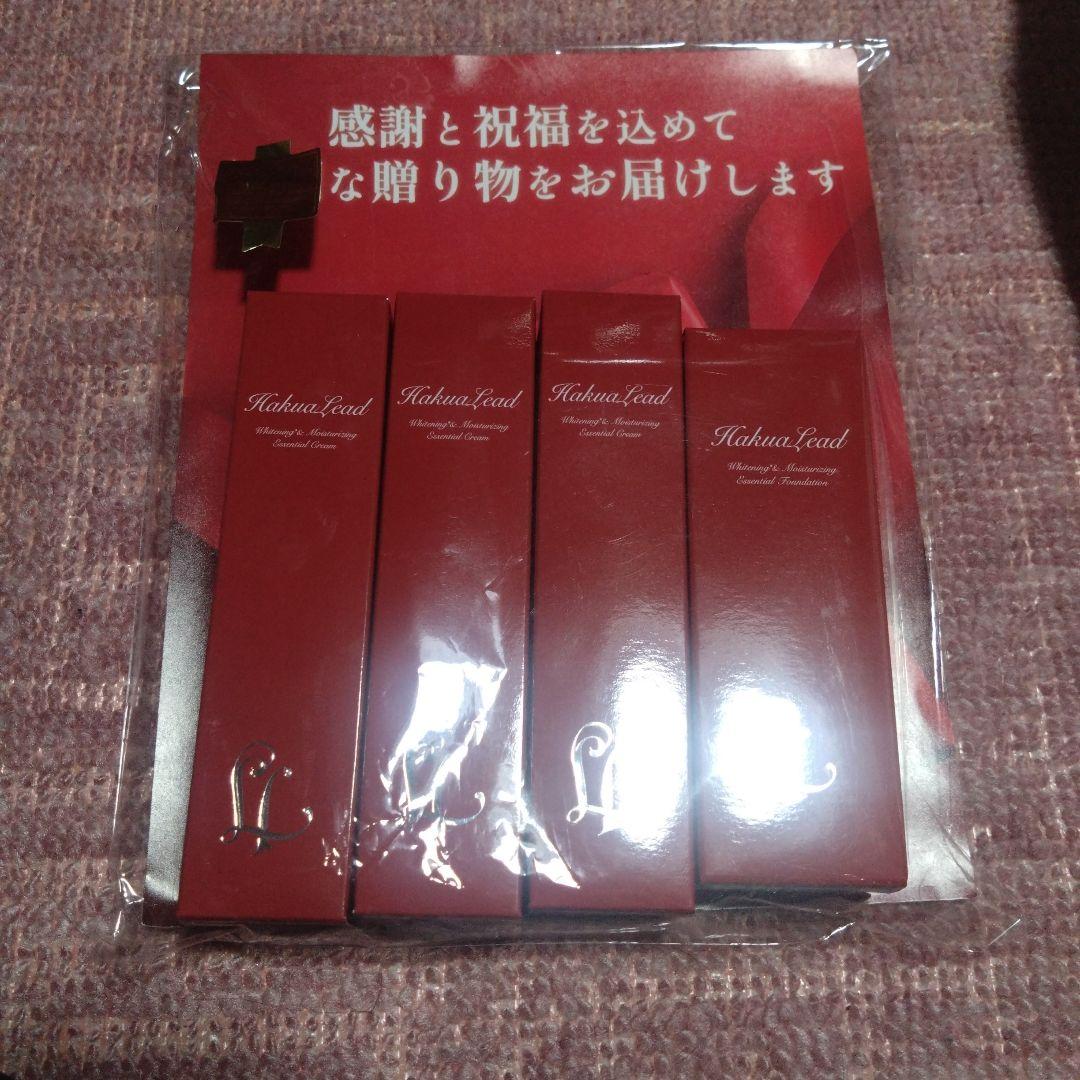 感謝と祝福を込めて
な贈り物をお届けします
HakuaLead
Whitening*& Moisturizing
Essential Cream
HakuaLead
Whitening*& Moisturizing
Essential Cream
HakuaLead
Whitening*& Moisturizing
Essential Cream
HakuaLead
Whitening*& Moisturizing
Essential Foundation